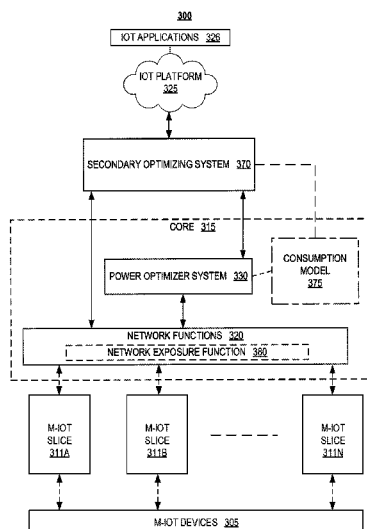 300
IOT APPLICATIONS 326
IOT PLATFORM
325
SECONDARY OPTIMIZING SYSTEM 370
CORE 315
POWER OPTIMIZER SYSTEM 330
CONSUMPTION
MODEL
375
NETWORK FUNCTIONS 320
NETWORK EXPOSURE FUNCTION 360
M-IOT
SLICE
311A
M-IOT
SLICE
311B
M-IOT
SLICE
311N
M-IOT DEVICES 305